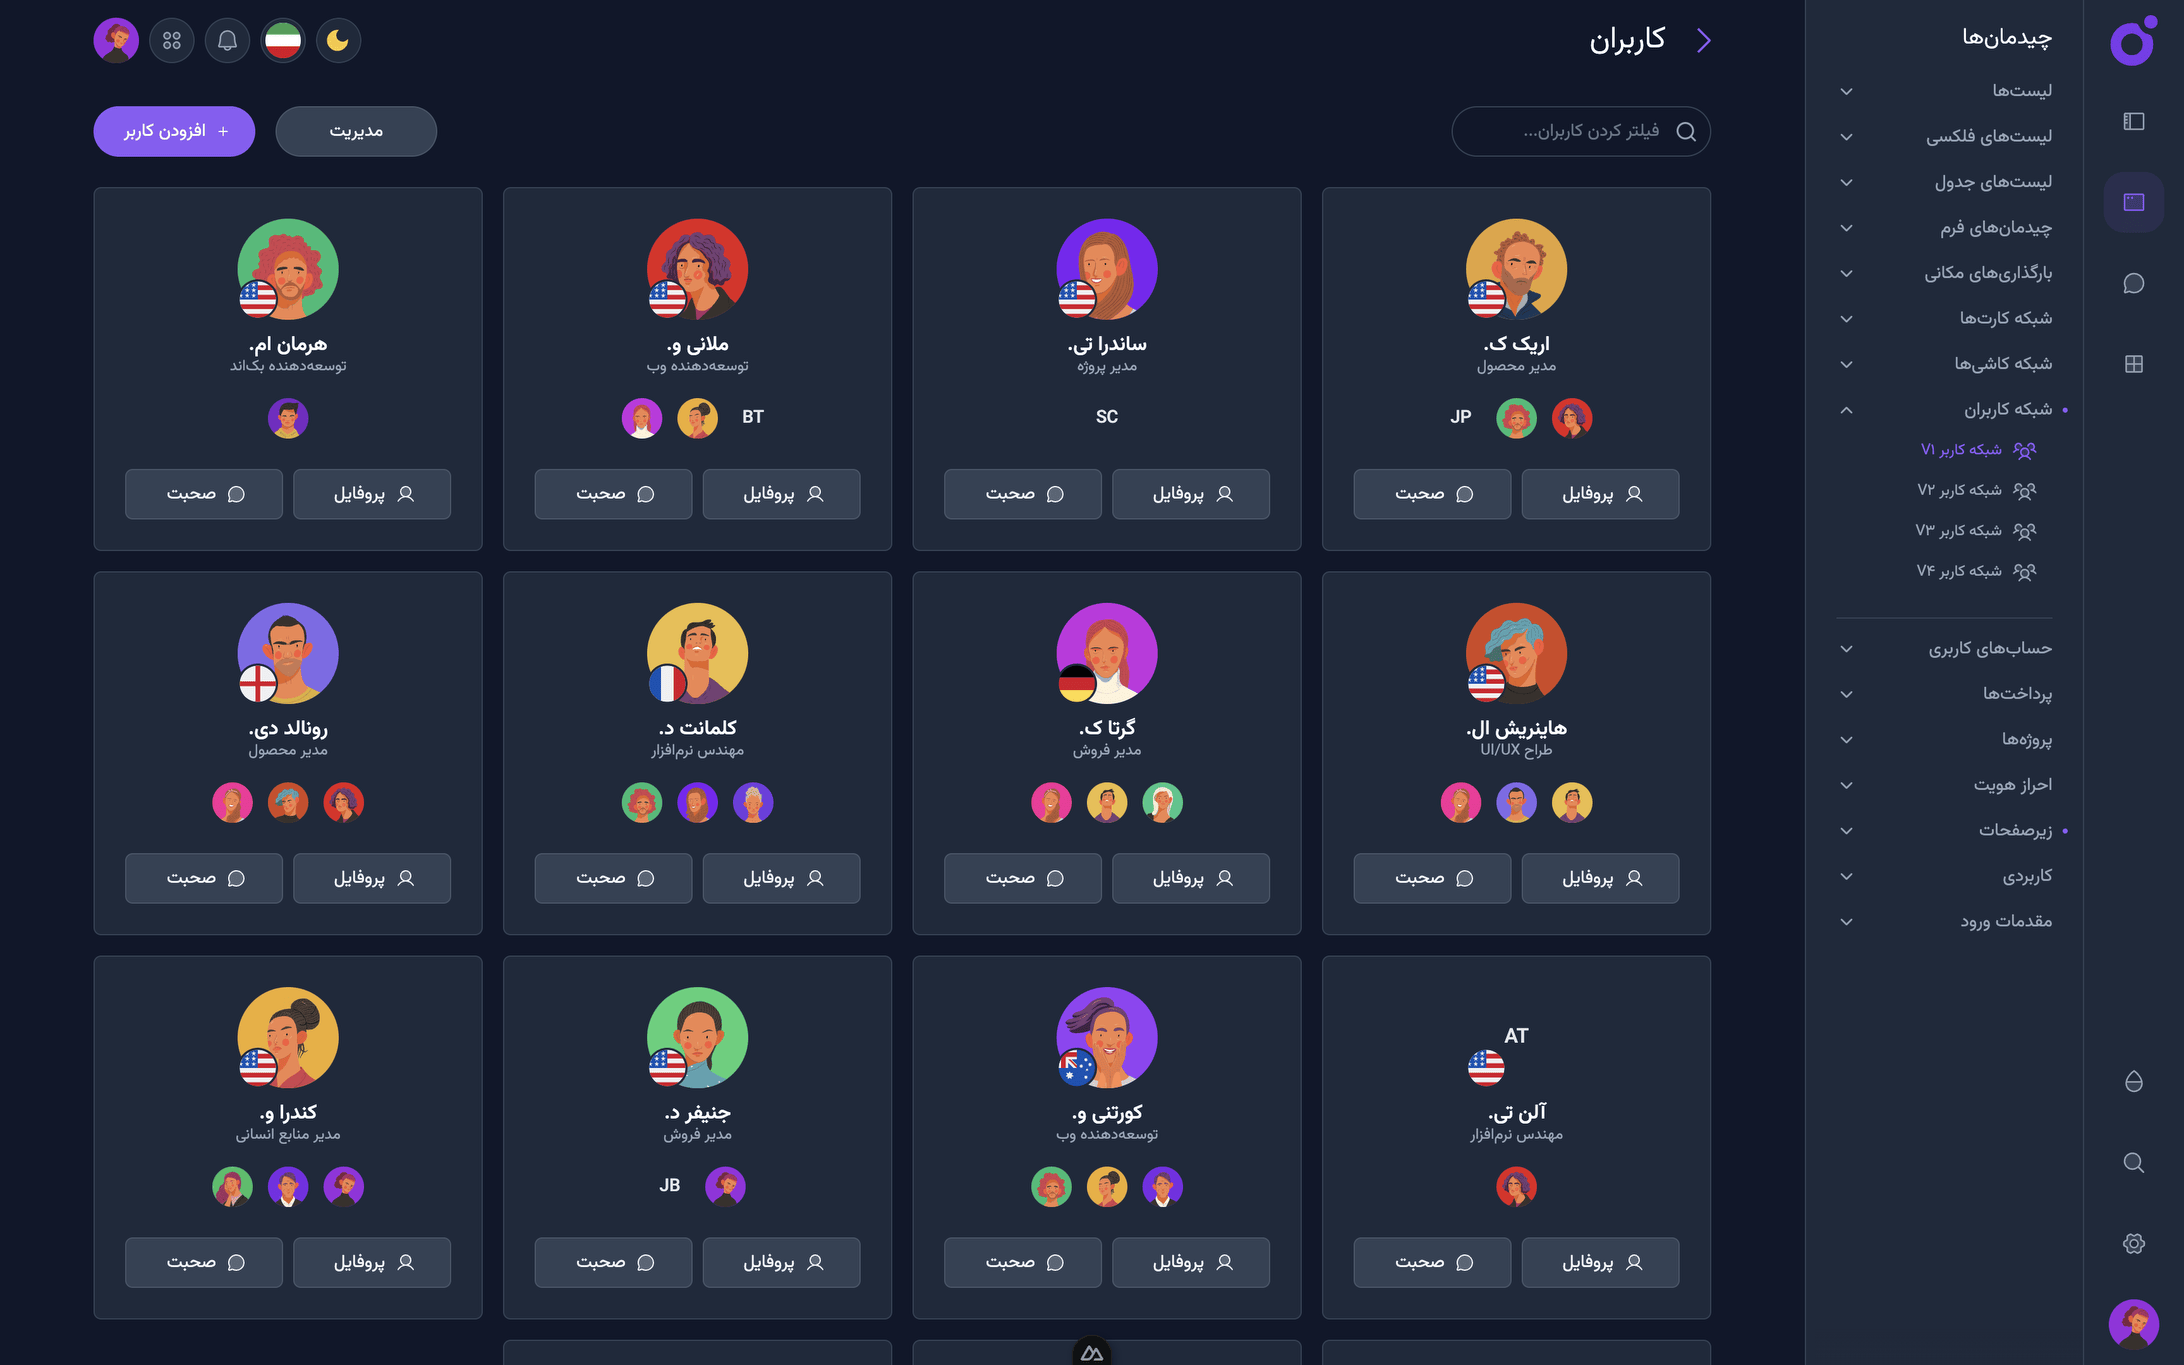 چیدمان‌ها
لیست‌ها
لیست‌های فلکسی
لیست‌های جدول
چیدمان‌های فرم
بارگذاری‌های مکانی
شبکه کارت‌ها
شبکه کاشی‌ها
شبکه کاربران
شبکه کاربر V۱
شبکه کاربر V۲
شبکه کاربر V۳
شبکه کاربر V۴
حساب‌های کاربری
پرداخت‌ها
پروژه‌ها
احراز هویت
زیرصفحات
کاربردی
مقدمات ورود
کاربران
فیلتر کردن کاربران...
مدیریت
+ افزودن کاربر
اریک ک.
مدیر محصول
JP
پروفایل
صحبت
ساندرا تی.
مدیر پروژه
SC
پروفایل
صحبت
ملانی و.
توسعه‌دهنده وب
BT
پروفایل
صحبت
هرمان ام.
توسعه‌دهنده بک‌اند
پروفایل
صحبت
هاینریش ال.
طراح UI/UX
پروفایل
صحبت
گرتا ک.
مدیر فروش
پروفایل
صحبت
کلمانت د.
مهندس نرم‌افزار
پروفایل
صحبت
رونالد دی.
مدیر محصول
پروفایل
صحبت
AT
آلن تی.
مهندس نرم‌افزار
پروفایل
صحبت
کورتنی و.
توسعه‌دهنده وب
پروفایل
صحبت
جنیفر د.
مدیر فروش
JB
پروفایل
صحبت
کندرا و.
مدیر منابع انسانی
پروفایل
صحبت